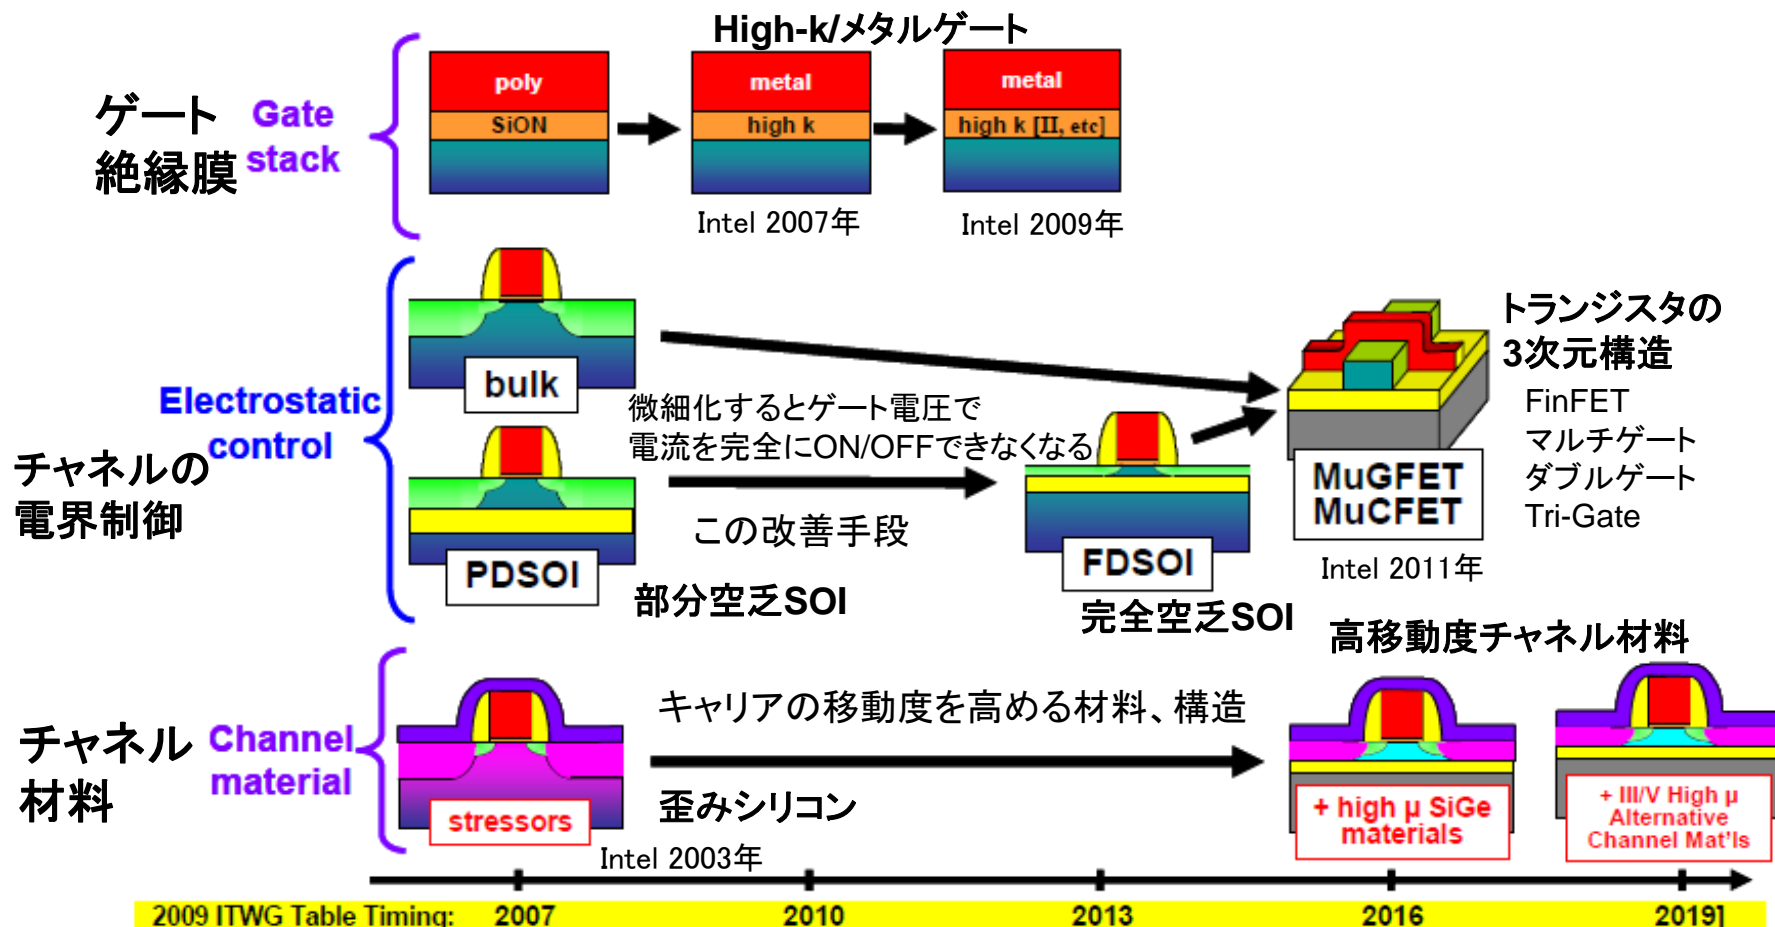 High-k/メタルゲート
ゲート
絶縁膜
Gate
stack
poly
SiON
metal
high k
metal
high k [II, etc]
Intel 2007年
Intel 2009年
チャネルの
電界制御
Electrostatic
control
bulk
PDSOI
部分空乏SOI
微細化するとゲート電圧で
電流を完全にON/OFFできなくなる
この改善手段
FDSOI
完全空乏SOI
MuGFET
MuCFET
Intel 2011年
トランジスタの
3次元構造
FinFET
マルチゲート
ダブルゲート
Tri-Gate
チャネル
材料
Channel
material
stressors
Intel 2003年
キャリアの移動度を高める材料、構造
歪みシリコン
高移動度チャネル材料
+ high μ SiGe
materials
+ III/V High μ
Alternative
Channel Mat'ls
2009 ITWG Table Timing: 2007 2010 2013 2016 2019]